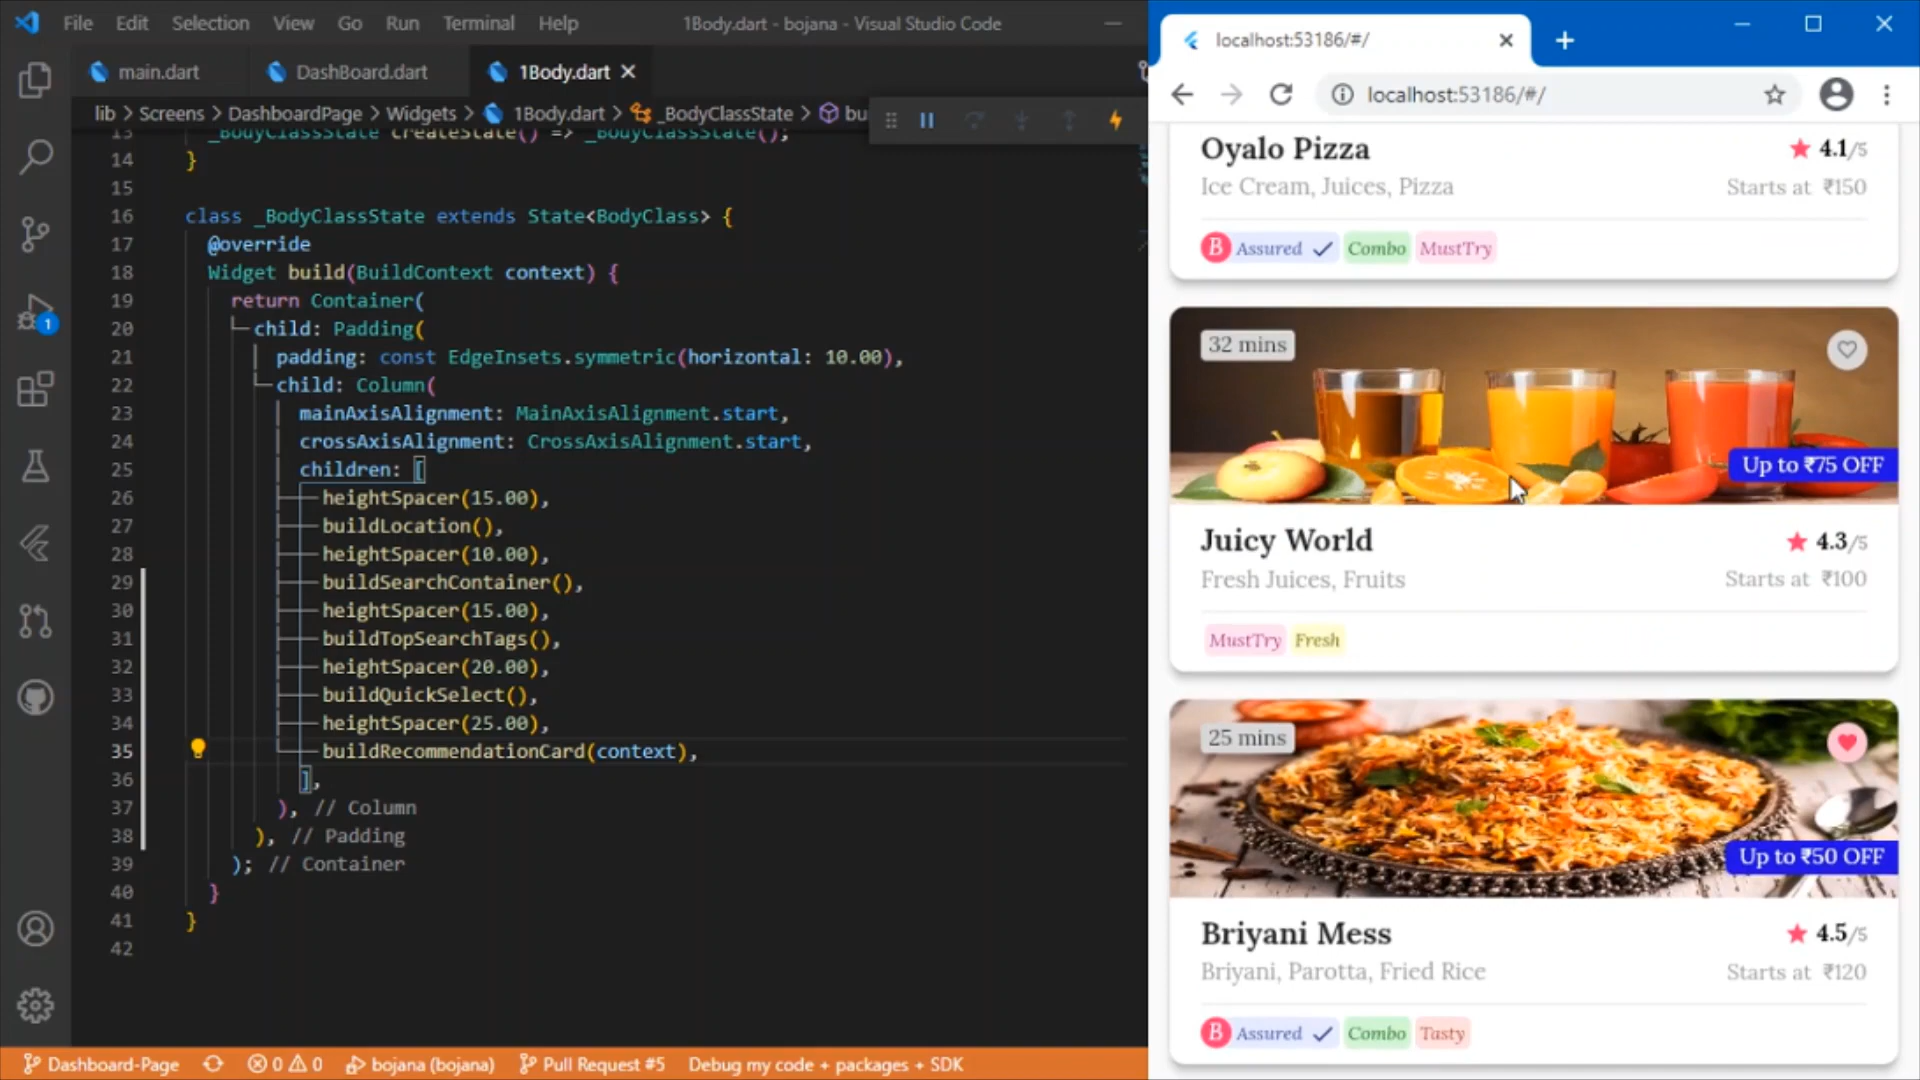 File Edit Selection View Go Run Terminal Help 1Body.dart - bojana - Visual Studio Code
main.dart DashBoard.dart 1Body.dart
lib > Screens > DashboardPage > Widgets > 1Body.dart > _BodyClassState > bu
13 _BodyClassState createState() => _BodyClassState();
14 }
15
16 class _BodyClassState extends State<BodyClass> {
17 @override
18 Widget build(BuildContext context) {
19 return Container(
20 child: Padding(
21 padding: const EdgeInsets.symmetric(horizontal: 10.00),
22 child: Column(
23 mainAxisAlignment: MainAxisAlignment.start,
24 crossAxisAlignment: CrossAxisAlignment.start,
25 children: [
26 heightSpacer(15.00),
27 buildLocation(),
28 heightSpacer(10.00),
29 buildSearchContainer(),
30 heightSpacer(15.00),
31 buildTopSearchTags(),
32 heightSpacer(20.00),
33 buildQuickSelect(),
34 heightSpacer(25.00),
35 buildRecommendationCard(context),
36 ],
37 ), // Column
38 ), // Padding
39 ); // Container
40 }
41 }
42
1
Dashboard-Page 0 0 bojana (bojana) Pull Request #5 Debug my code + packages + SDK
localhost:53186/#/
localhost:53186/#/
Oyalo Pizza 4.1/5
Ice Cream, Juices, Pizza Starts at ₹150
B Assured Combo MustTry
32 mins
Up to ₹75 OFF
Juicy World 4.3/5
Fresh Juices, Fruits Starts at ₹100
MustTry Fresh
25 mins
Up to ₹50 OFF
Briyani Mess 4.5/5
Briyani, Parotta, Fried Rice Starts at ₹120
B Assured Combo Tasty